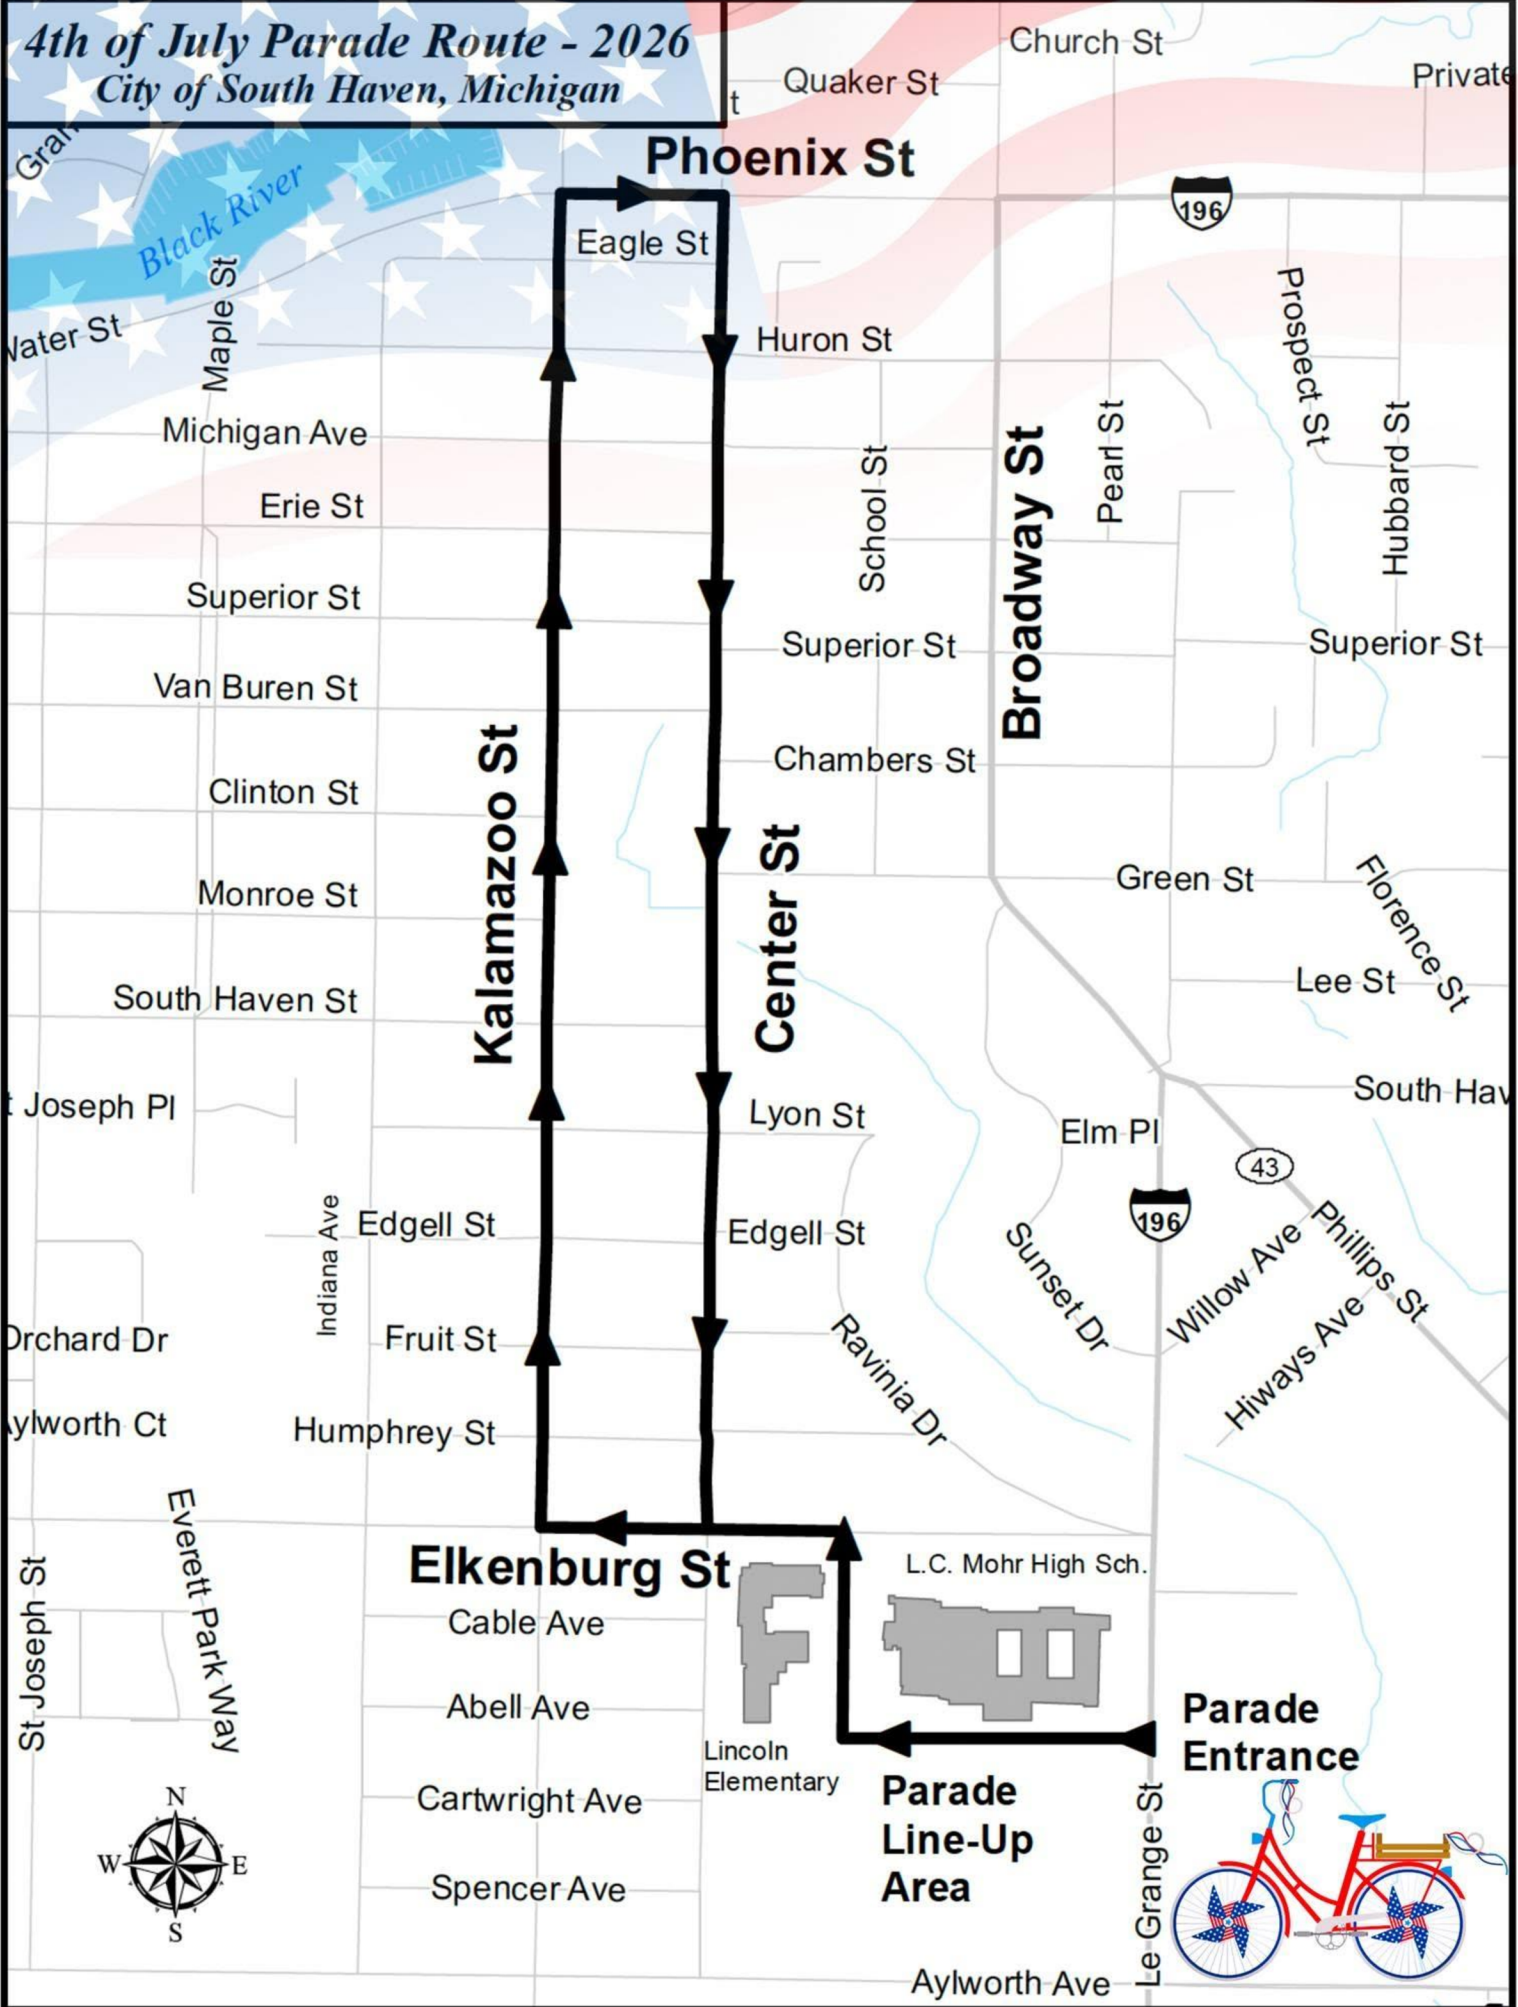 4th of July Parade Route - 2026
City of South Haven, Michigan
Church St
Quaker St
Private
t
Gran
Phoenix St
196
Black River
Eagle St
Maple St
Water St
Huron St
Prospect St
Michigan Ave
Pearl St
Hubbard St
School St
Broadway St
Erie St
Superior St
Superior St
Superior St
Van Buren St
Kalamazoo St
Chambers St
Clinton St
Center St
Green St
Florence St
Monroe St
Lee St
South Haven St
t Joseph Pl
Lyon St
South Hav
Elm Pl
43
196
Indiana Ave
Edgell St
Edgell St
Sunset Dr
Willow Ave
Phillips St
Hiways Ave
Orchard Dr
Fruit St
Ravinia Dr
Aylworth Ct
Humphrey St
Everett Park Way
St Joseph St
Elkenburg St
L.C. Mohr High Sch.
Cable Ave
Abell Ave
Lincoln
Elementary
Parade
Entrance
Parade
Line-Up
Area
Cartwright Ave
Spencer Ave
Le Grange St
Aylworth Ave
N
W
E
S